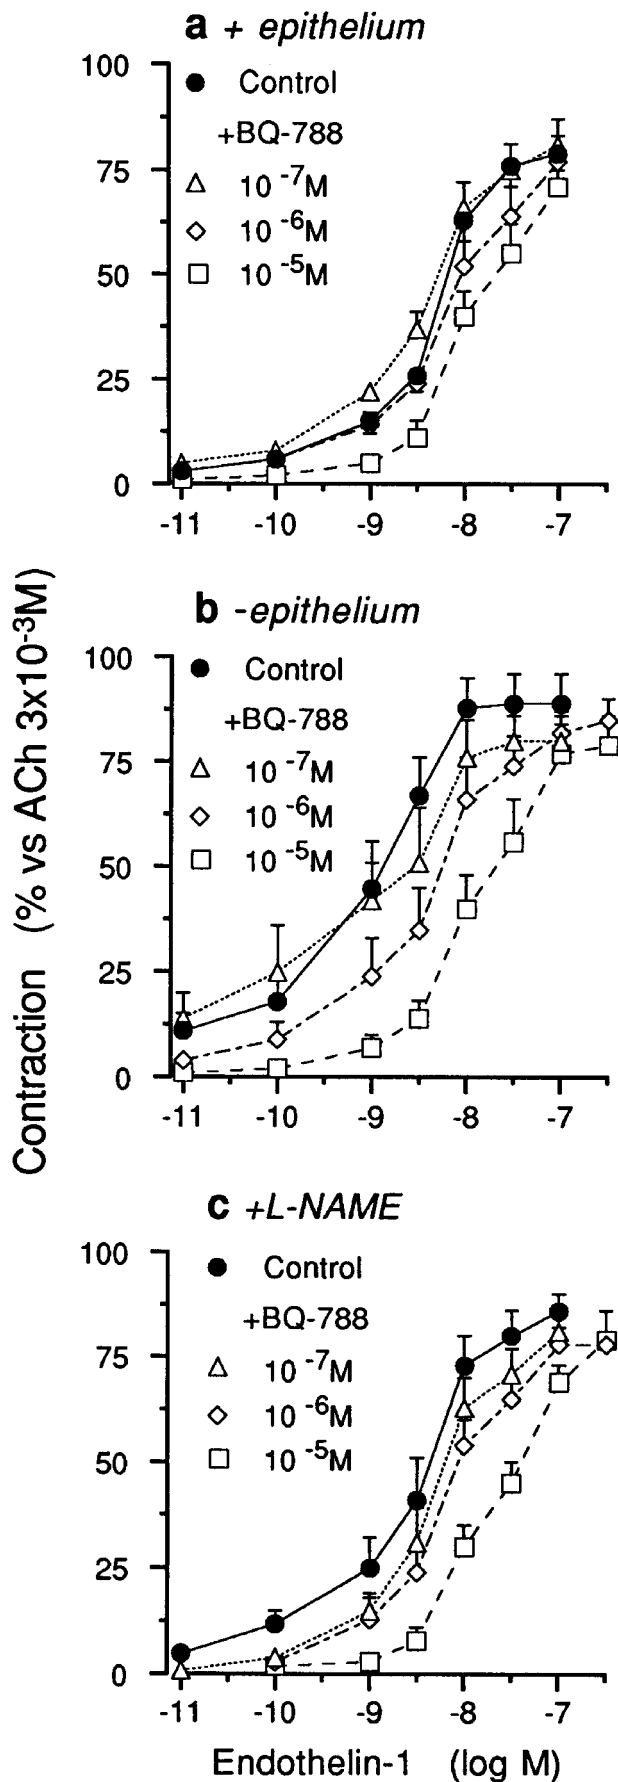 a + epithelium
100
75
50
25
0
Control
+BQ-788
10⁻⁷M
10⁻⁶M
10⁻⁵M
-11 -10 -9 -8 -7
b -epithelium
100
75
50
25
0
Control
+BQ-788
10⁻⁷M
10⁻⁶M
10⁻⁵M
-11 -10 -9 -8 -7
Contraction (% vs ACh 3x10⁻³M)
c +L-NAME
100
75
50
25
0
Control
+BQ-788
10⁻⁷M
10⁻⁶M
10⁻⁵M
-11 -10 -9 -8 -7
Endothelin-1 (log M)